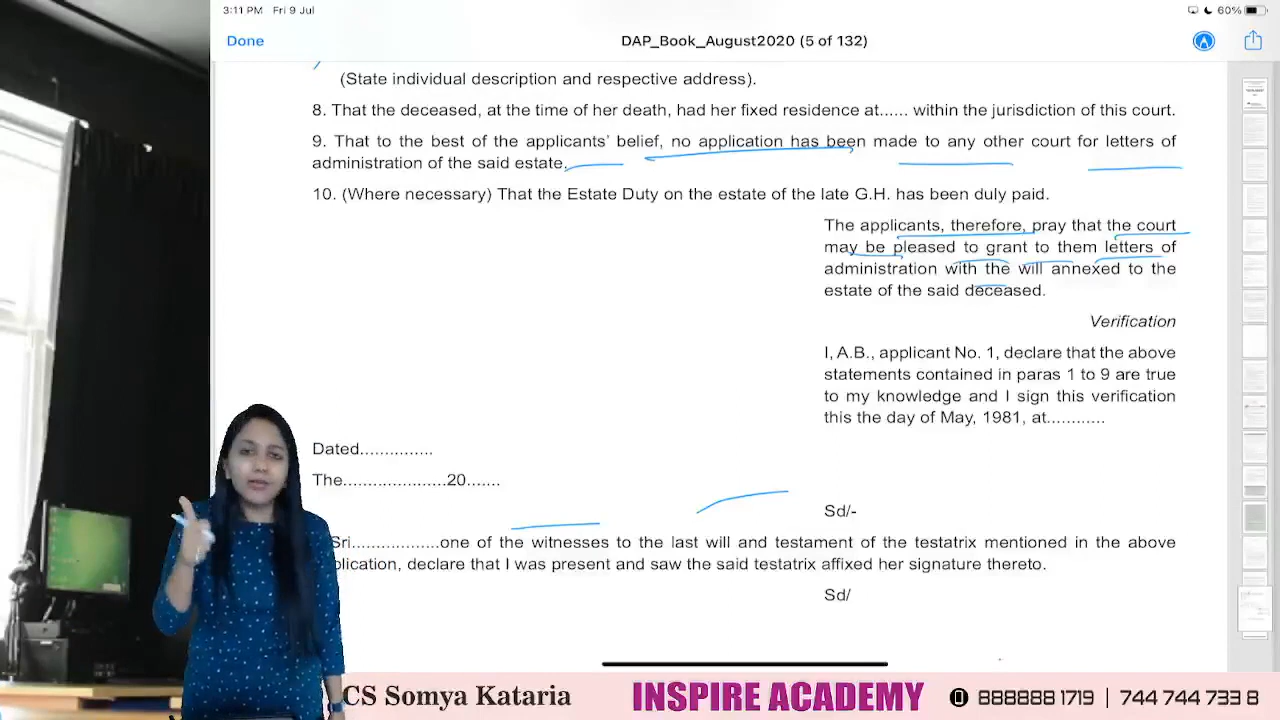 3:11 PM Fri 9 Jul
60%
Done
DAP_Book_August2020 (5 of 132)
(State individual description and respective address).
8. That the deceased, at the time of her death, had her fixed residence at...... within the jurisdiction of this court.
9. That to the best of the applicants' belief, no application has been made to any other court for letters of
administration of the said estate.
10. (Where necessary) That the Estate Duty on the estate of the late G.H. has been duly paid.
The applicants, therefore, pray that the court
may be pleased to grant to them letters of
administration with the will annexed to the
estate of the said deceased.
Verification
I, A.B., applicant No. 1, declare that the above
statements contained in paras 1 to 9 are true
to my knowledge and I sign this verification
this the day of May, 1981, at............
Dated...............
The.....................20.......
Sd/-
Sri.................one of the witnesses to the last will and testament of the testatrix mentioned in the above
plication, declare that I was present and saw the said testatrix affixed her signature thereto.
Sd/
CS Somya Kataria
INSPIRE ACADEMY
888888 1719 | 744 744 733 8